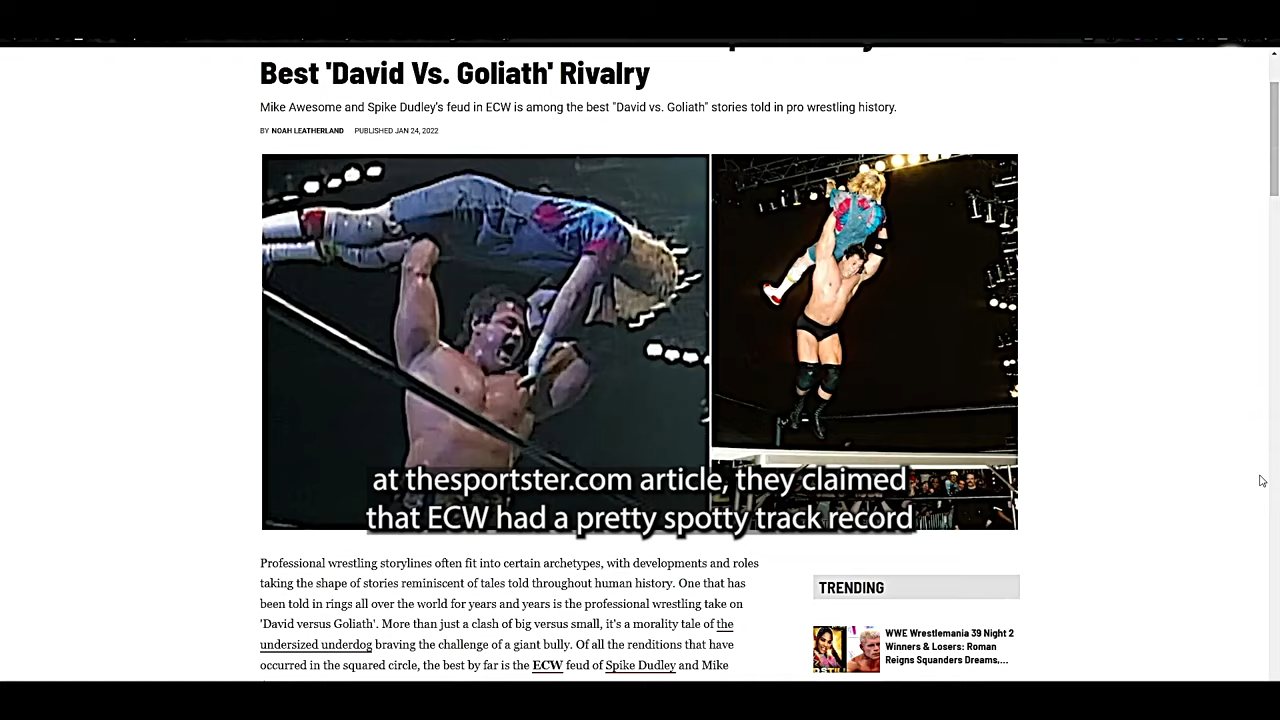 Best 'David Vs. Goliath' Rivalry
Mike Awesome and Spike Dudley's feud in ECW is among the best "David vs. Goliath" stories told in pro wrestling history.
BY NOAH LEATHERLAND PUBLISHED JAN 24, 2022
at thesportster.com article, they claimed
that ECW had a pretty spotty track record
Professional wrestling storylines often fit into certain archetypes, with developments and roles
taking the shape of stories reminiscent of tales told throughout human history. One that has
been told in rings all over the world for years and years is the professional wrestling take on
'David versus Goliath'. More than just a clash of big versus small, it's a morality tale of the
undersized underdog braving the challenge of a giant bully. Of all the renditions that have
occurred in the squared circle, the best by far is the ECW feud of Spike Dudley and Mike
TRENDING
WWE Wrestlemania 39 Night 2
Winners & Losers: Roman
Reigns Squanders Dreams,...